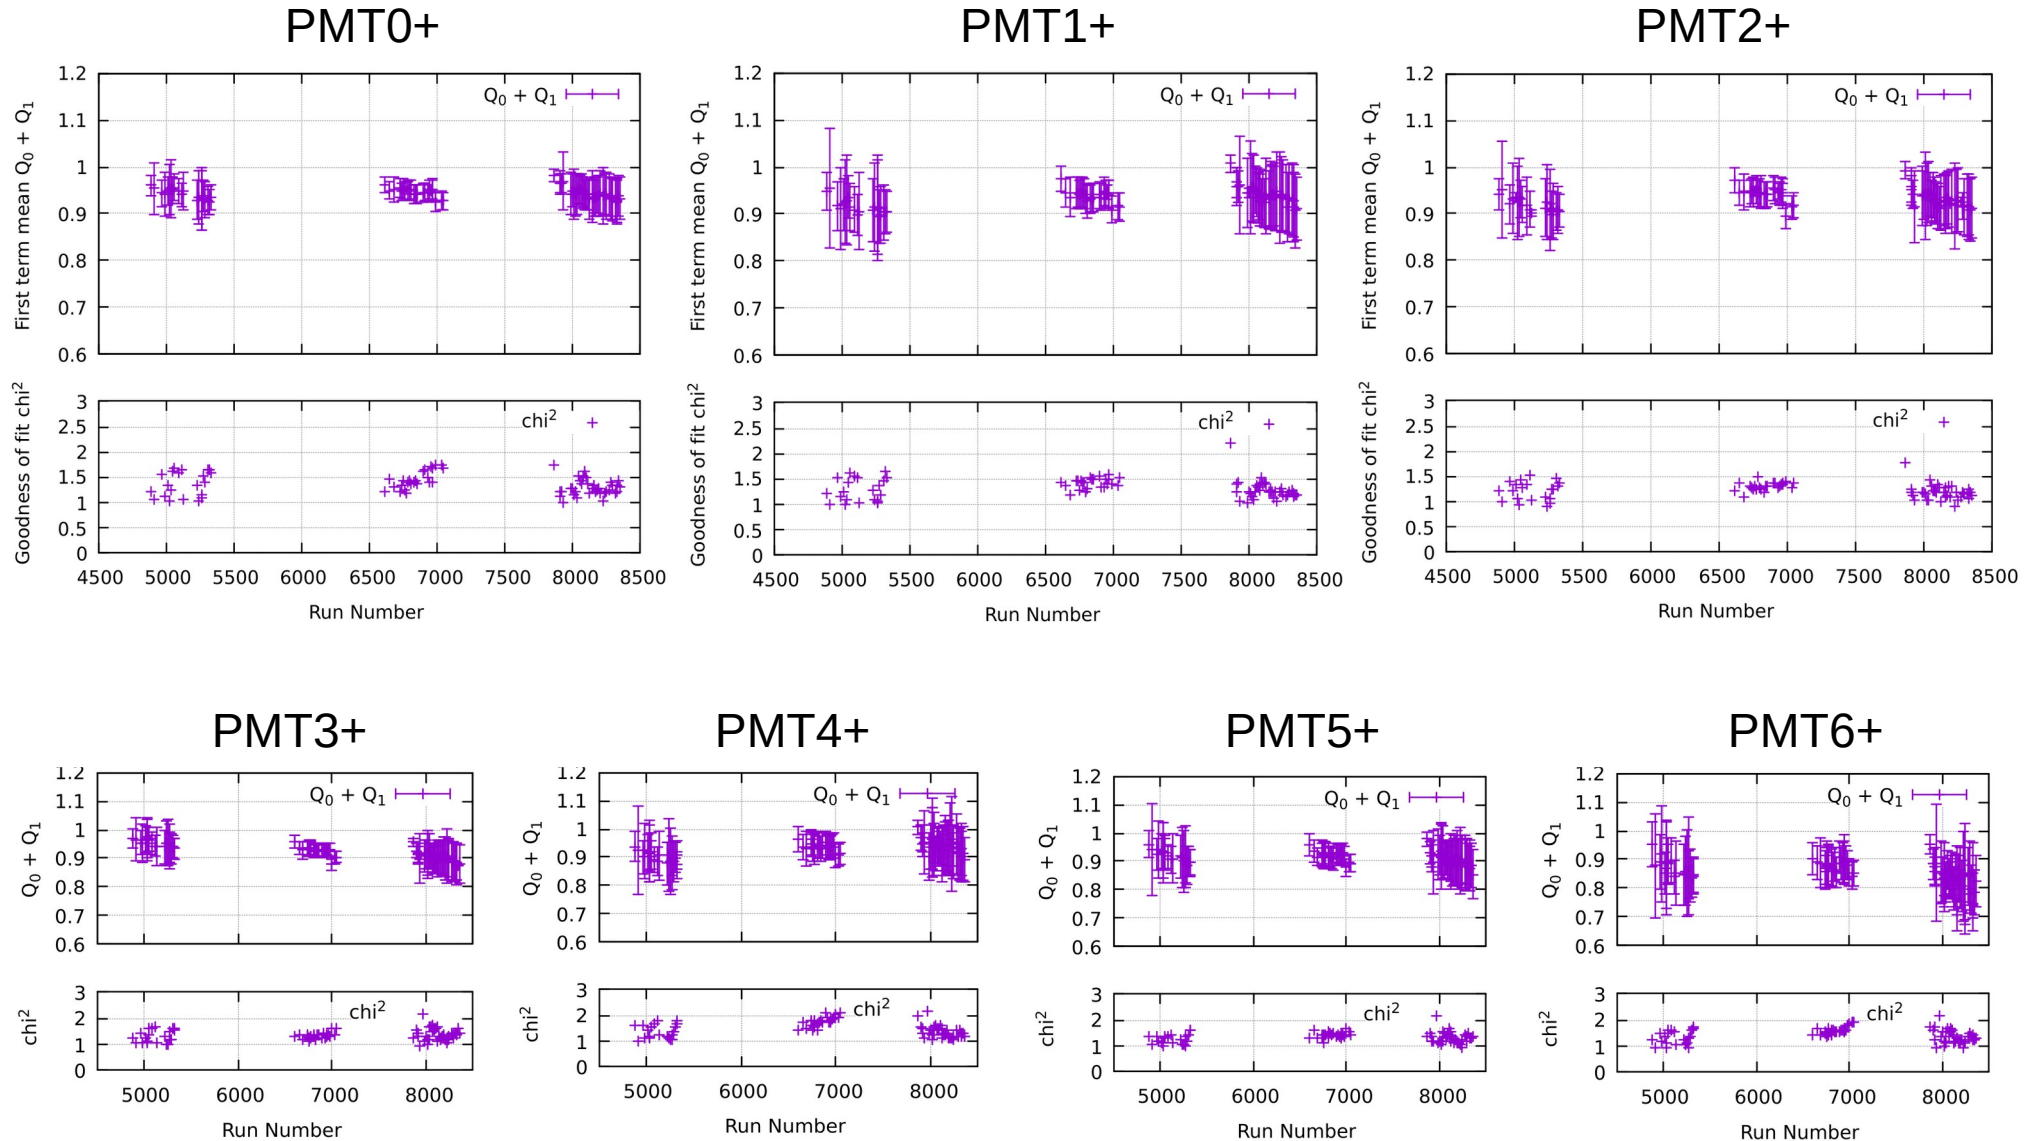 PMT0+
PMT1+
PMT2+
First term mean Q0 + Q1
1.2
1.1
1
0.9
0.8
0.7
0.6
Q0 + Q1
Goodness of fit chi2
3
2.5
2
1.5
1
0.5
0
chi2
4500 5000 5500 6000 6500 7000 7500 8000 8500
Run Number
First term mean Q0 + Q1
1.2
1.1
1
0.9
0.8
0.7
0.6
Q0 + Q1
Goodness of fit chi2
3
2.5
2
1.5
1
0.5
0
chi2
4500 5000 5500 6000 6500 7000 7500 8000 8500
Run Number
First term mean Q0 + Q1
1.2
1.1
1
0.9
0.8
0.7
0.6
Q0 + Q1
Goodness of fit chi2
3
2.5
2
1.5
1
0.5
0
chi2
4500 5000 5500 6000 6500 7000 7500 8000 8500
Run Number
PMT3+
PMT4+
PMT5+
PMT6+
Q0 + Q1
1.2
1.1
1
0.9
0.8
0.7
0.6
Q0 + Q1
chi2
3
2
1
0
chi2
5000 6000 7000 8000
Run Number
Q0 + Q1
1.2
1.1
1
0.9
0.8
0.7
0.6
Q0 + Q1
chi2
3
2
1
0
chi2
5000 6000 7000 8000
Run Number
Q0 + Q1
1.2
1.1
1
0.9
0.8
0.7
0.6
Q0 + Q1
chi2
3
2
1
0
chi2
5000 6000 7000 8000
Run Number
Q0 + Q1
1.2
1.1
1
0.9
0.8
0.7
0.6
Q0 + Q1
chi2
3
2
1
0
chi2
5000 6000 7000 8000
Run Number